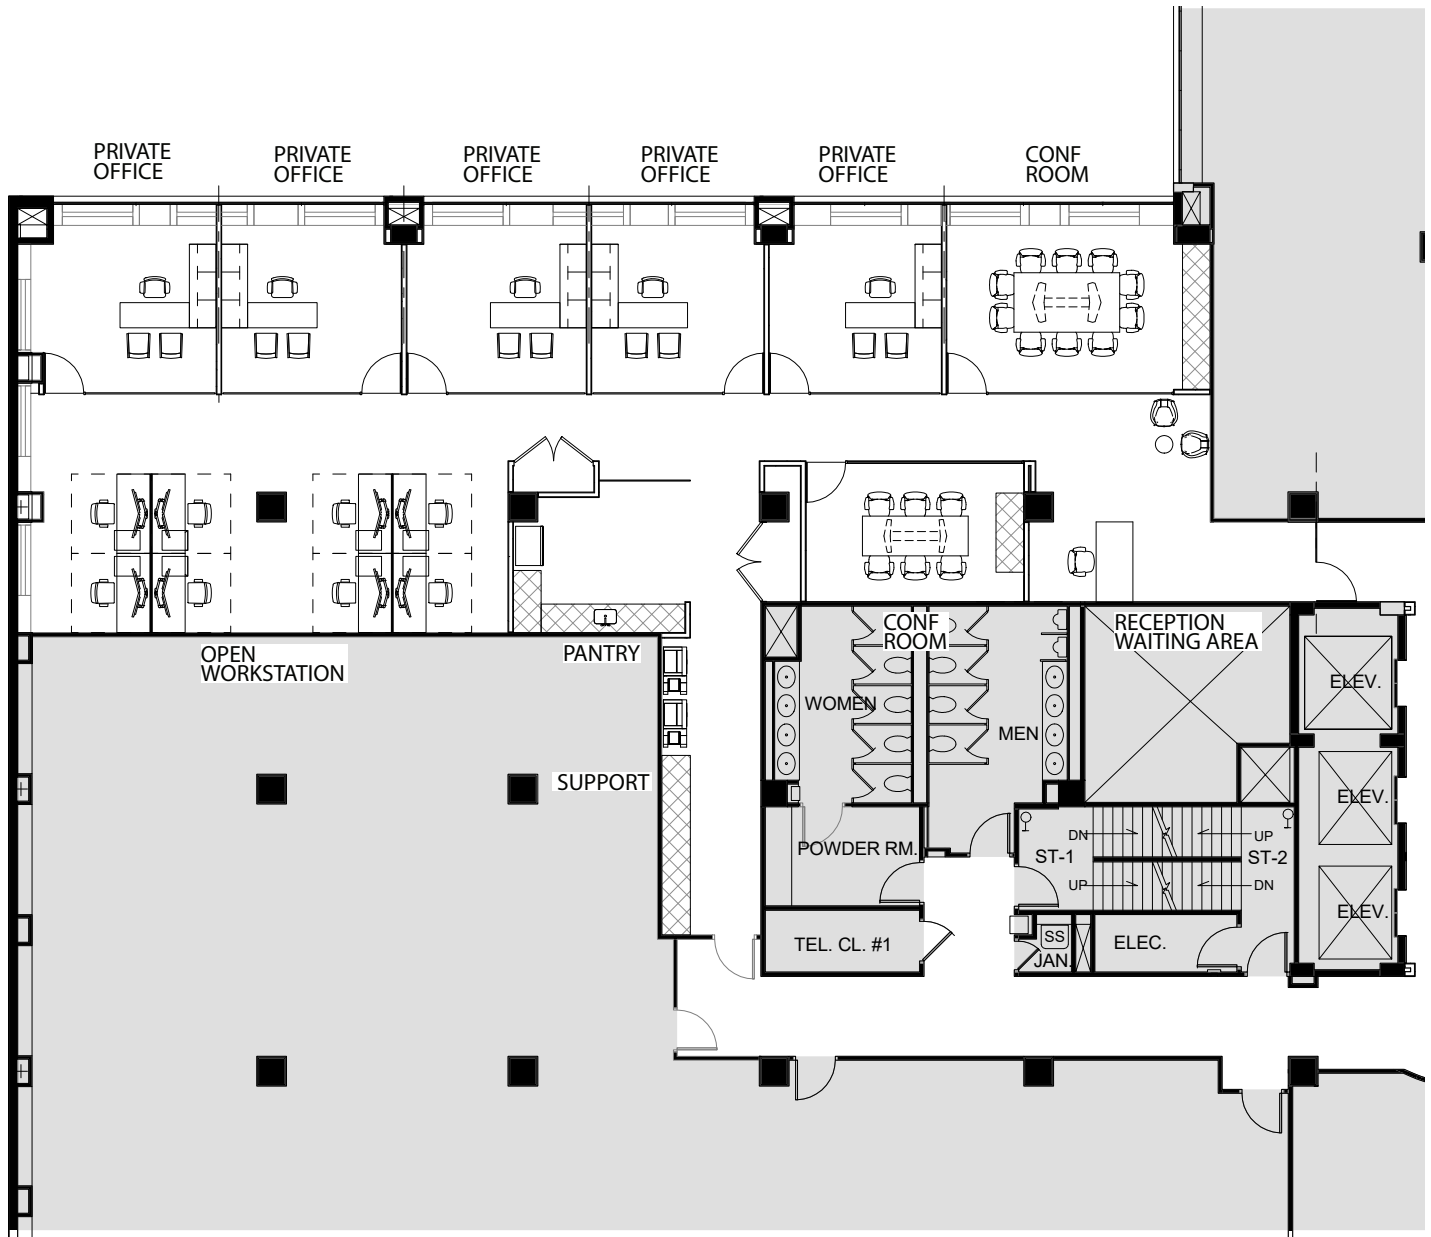 PRIVATE
OFFICE
PRIVATE
OFFICE
PRIVATE
OFFICE
PRIVATE
OFFICE
PRIVATE
OFFICE
CONF
ROOM
OPEN
WORKSTATION
PANTRY
CONF
ROOM
RECEPTION
WAITING AREA
ELEV.
WOMEN
MEN
SUPPORT
ELEV.
DN
UP
POWDER RM.
ST-1
ST-2
UP
DN
ELEV.
TEL. CL. #1
SS
JAN.
ELEC.